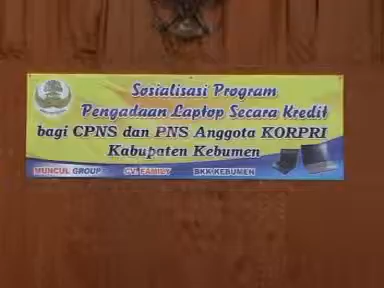 Sosialisasi Program
Pengadaan Laptop Secara Kredit
bagi CPNS dan PNS Anggota KORPRI
Kabupaten Kebumen
MUNCUL GROUP CV. FAMILY BKK KEBUMEN